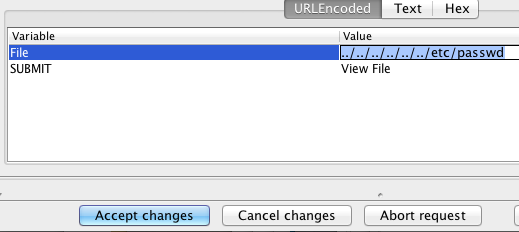 URLEncoded Text Hex
Variable Value
File ../../../../../../etc/passwd
SUBMIT View File
Accept changes Cancel changes Abort request